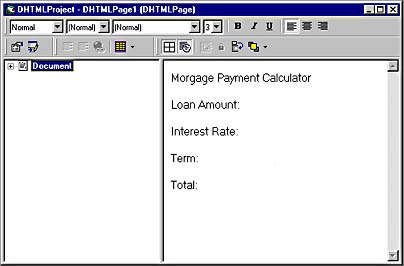 DHTMLProject - DHTMLPage1 (DHTMLPage)
Normal (Normal) (Normal) 3 B I U
Document
Morgage Payment Calculator
Loan Amount:
Interest Rate:
Term:
Total: